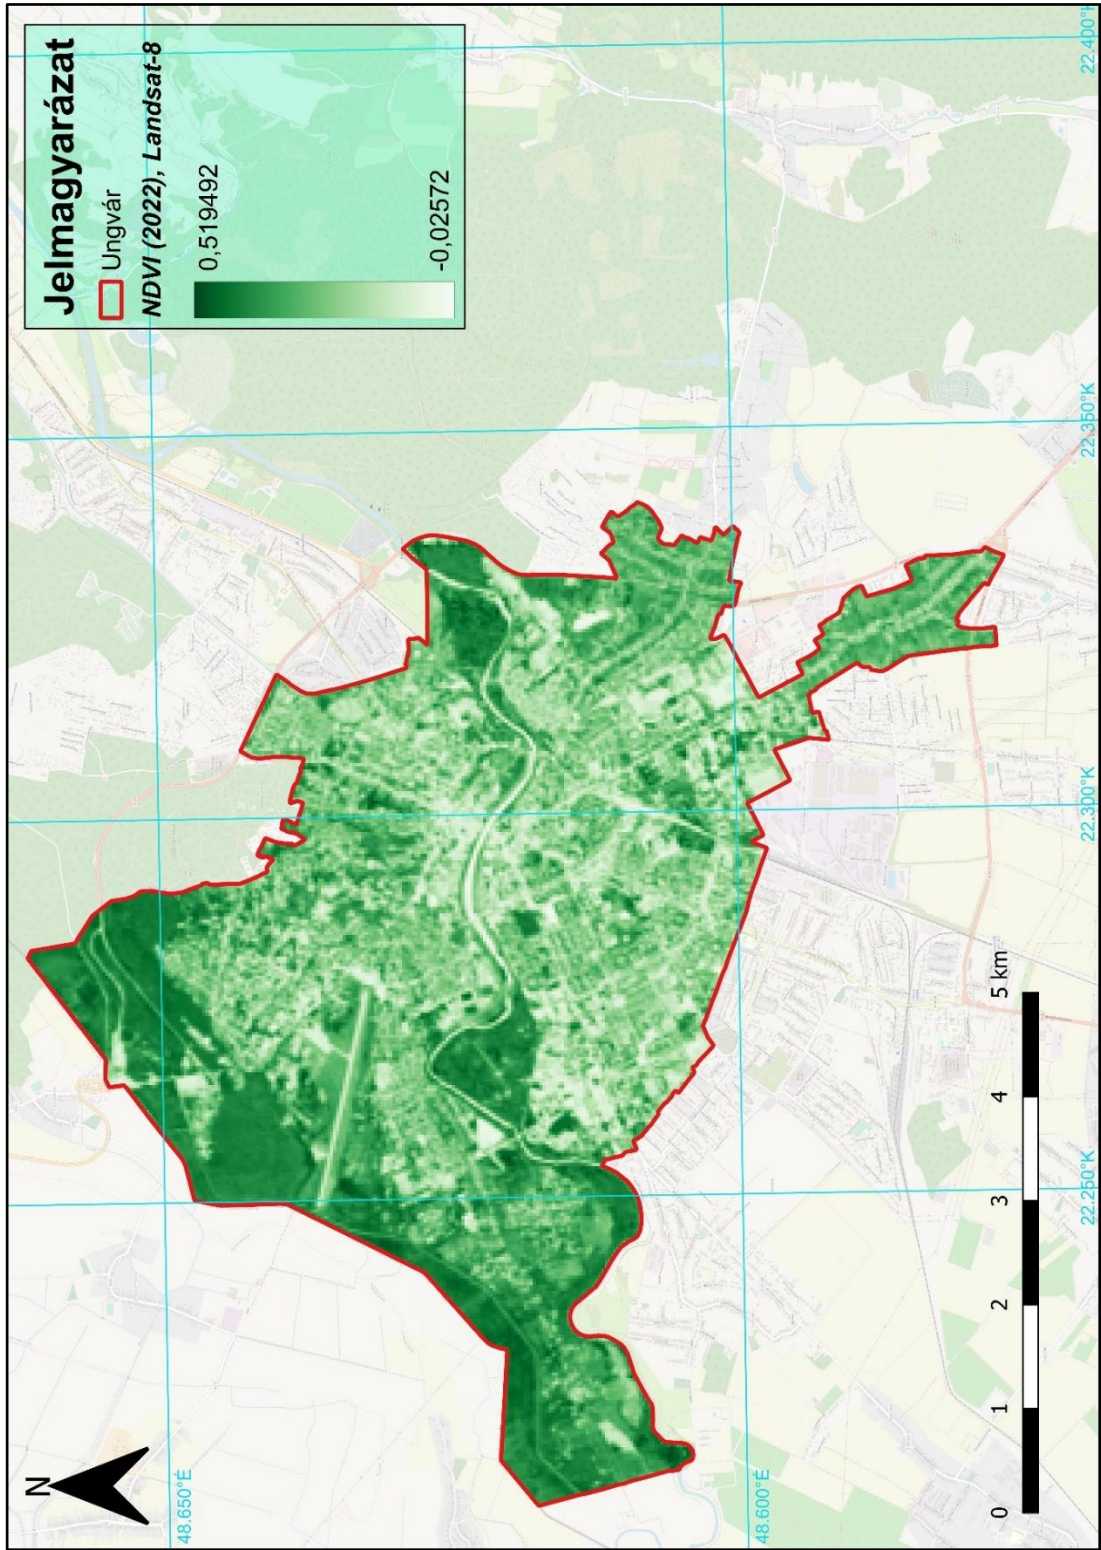 Jelmagyarázat
Ungvár
NDVI (2022), Landsat-8
0,519492
-0,02572
N
48.650°É
48.600°É
22.250°K
22.300°K
22.350°K
22.400°K
0 1 2 3 4 5 km